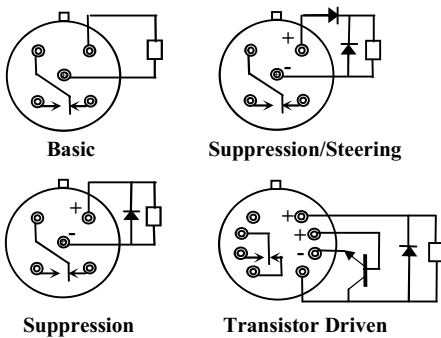 +
-
Basic
Suppression/Steering
+
-
Suppression
+
+
-
Transistor Driven